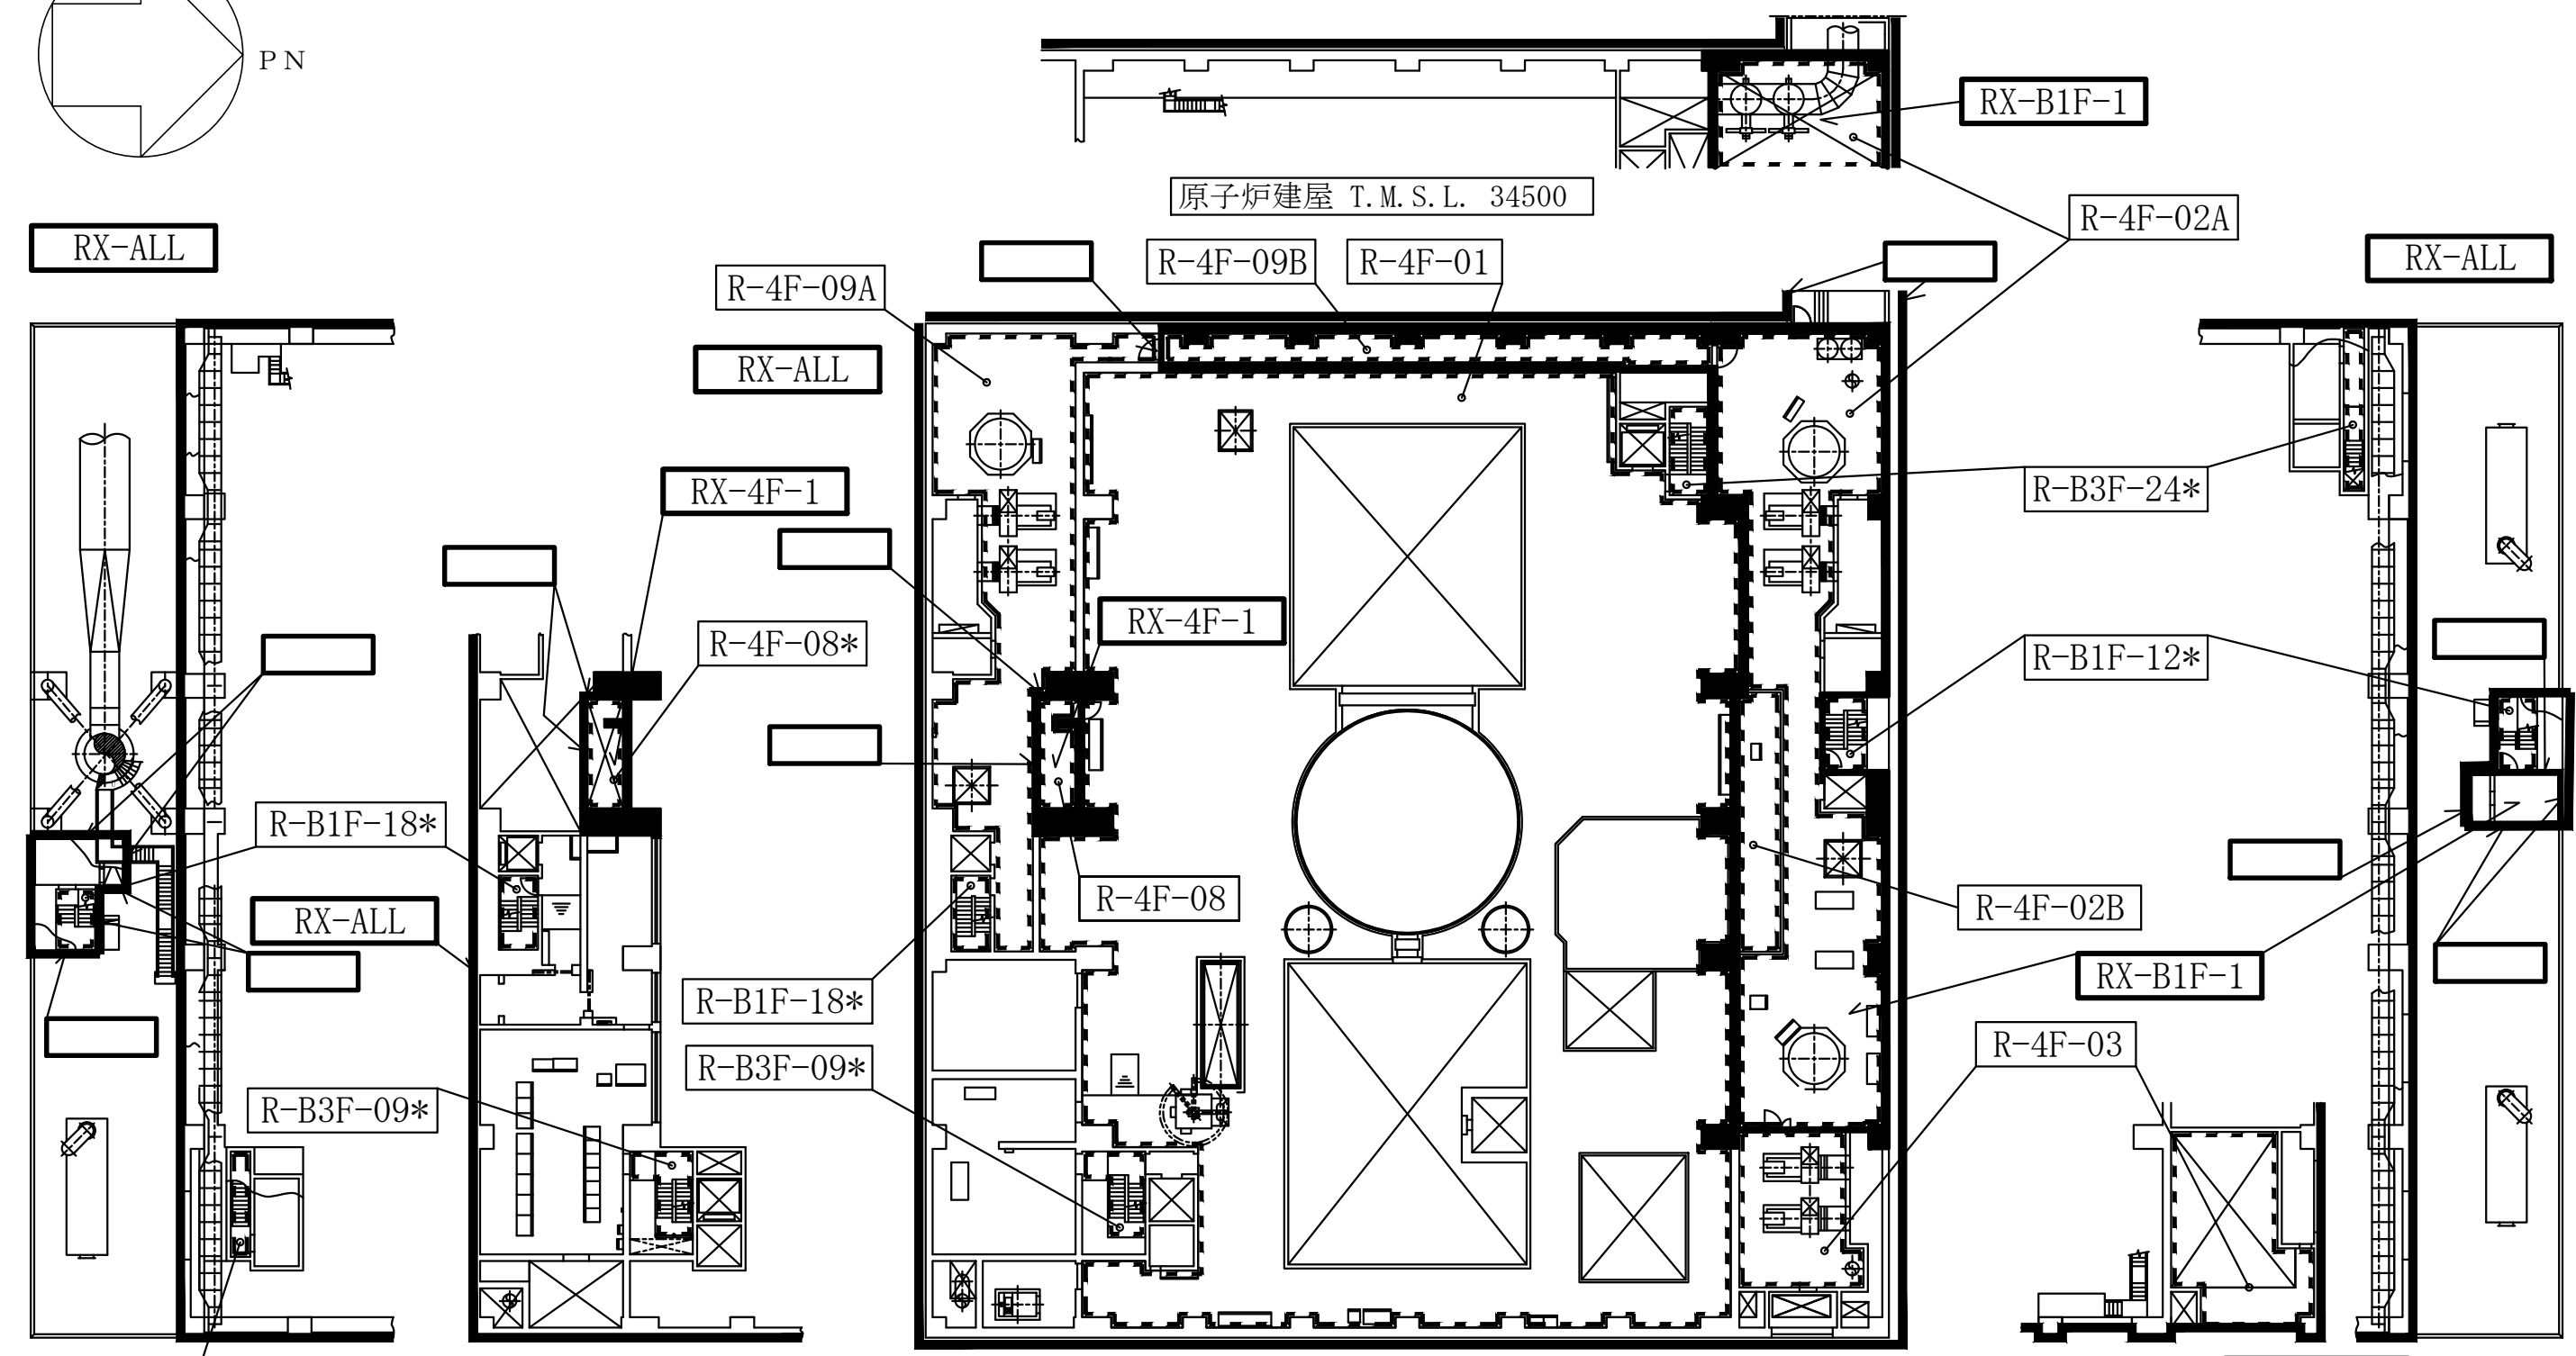 PN
RX-B1F-1
原子炉建屋 T.M.S.L. 34500
R-4F-02A
RX-ALL
R-4F-09B
R-4F-01
RX-ALL
R-4F-09A
RX-ALL
RX-4F-1
R-B3F-24*
RX-4F-1
R-4F-08*
R-B1F-12*
R-B1F-18*
R-4F-08
R-4F-02B
RX-ALL
RX-B1F-1
R-B1F-18*
R-4F-03
R-B3F-09*
R-B3F-09*